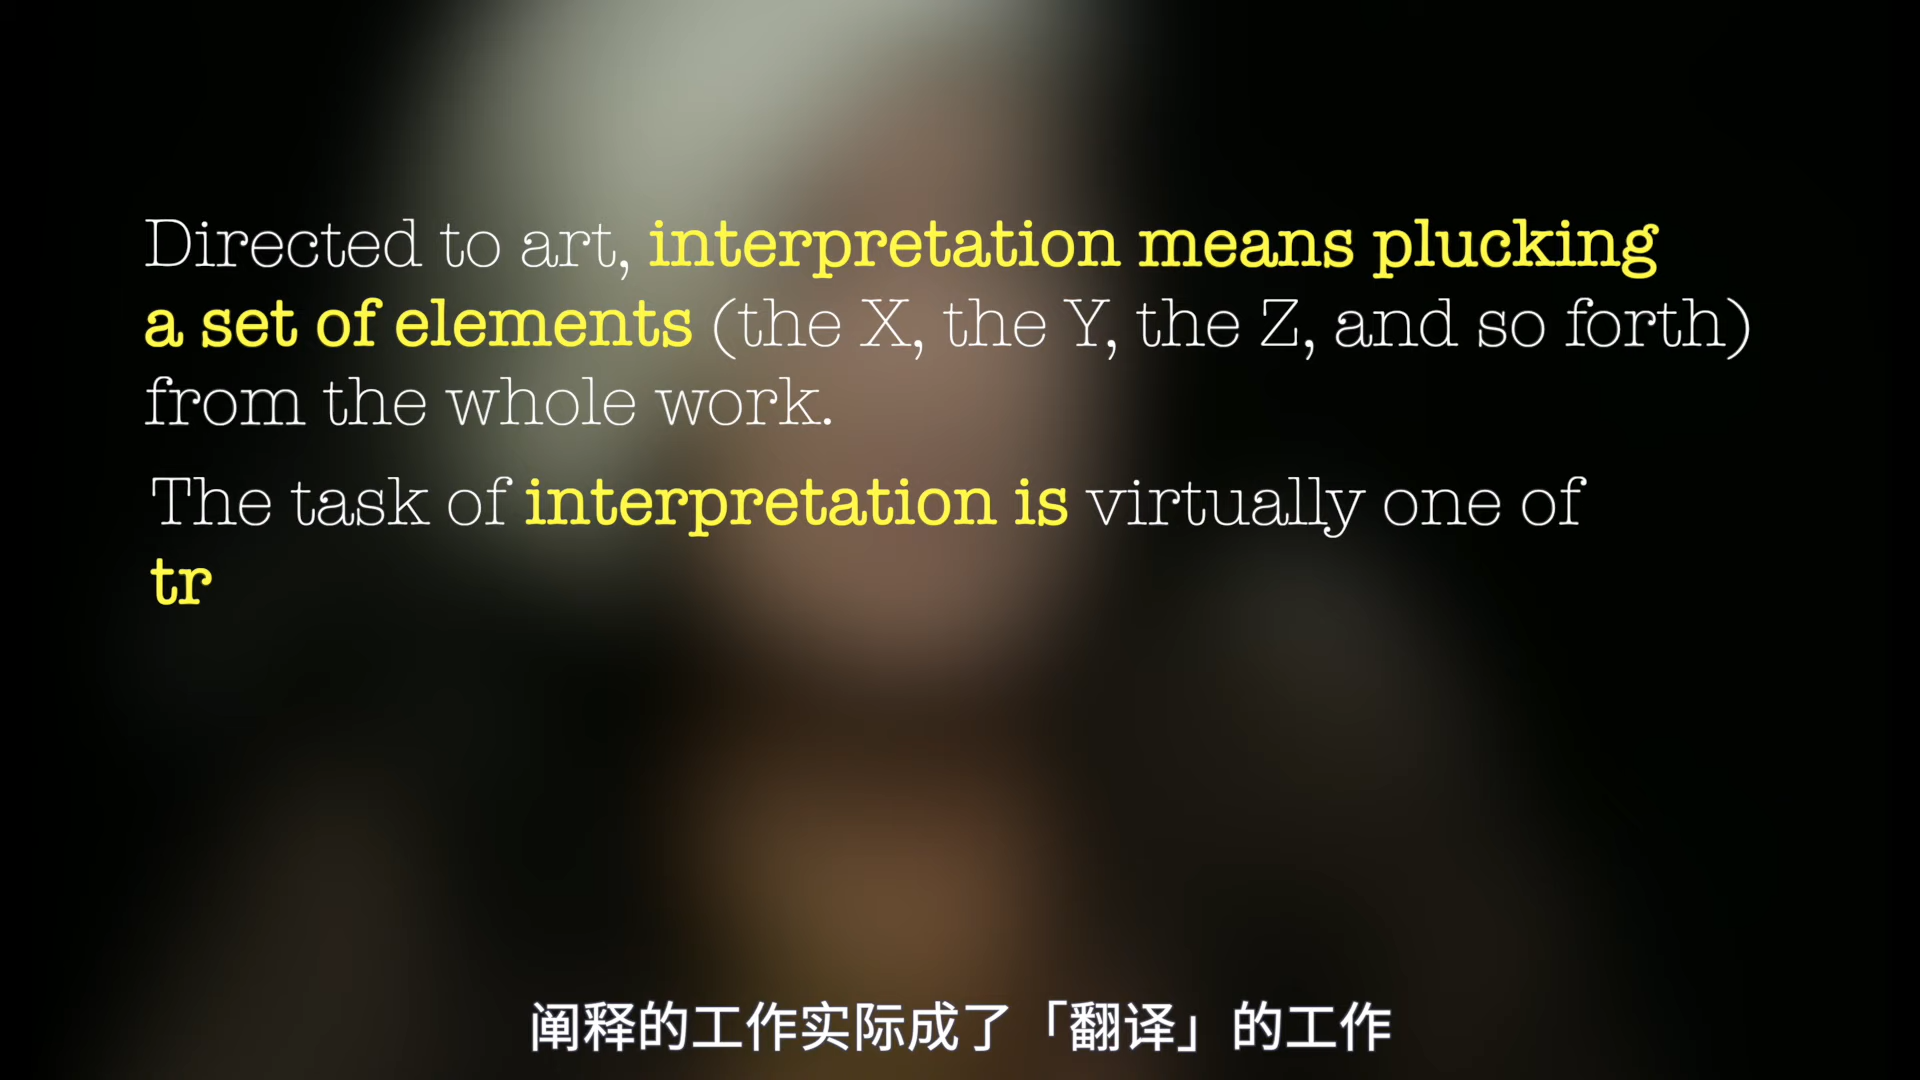 Directed to art, interpretation means plucking
a set of elements (the X, the Y, the Z, and so forth)
from the whole work.
The task of interpretation is virtually one of
tr
阐释的工作实际成了「翻译」的工作